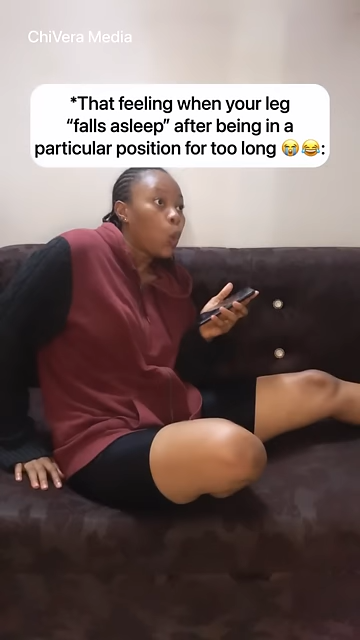 ChiVera Media
*That feeling when your leg
“falls asleep” after being in a
particular position for too long 😭😂: